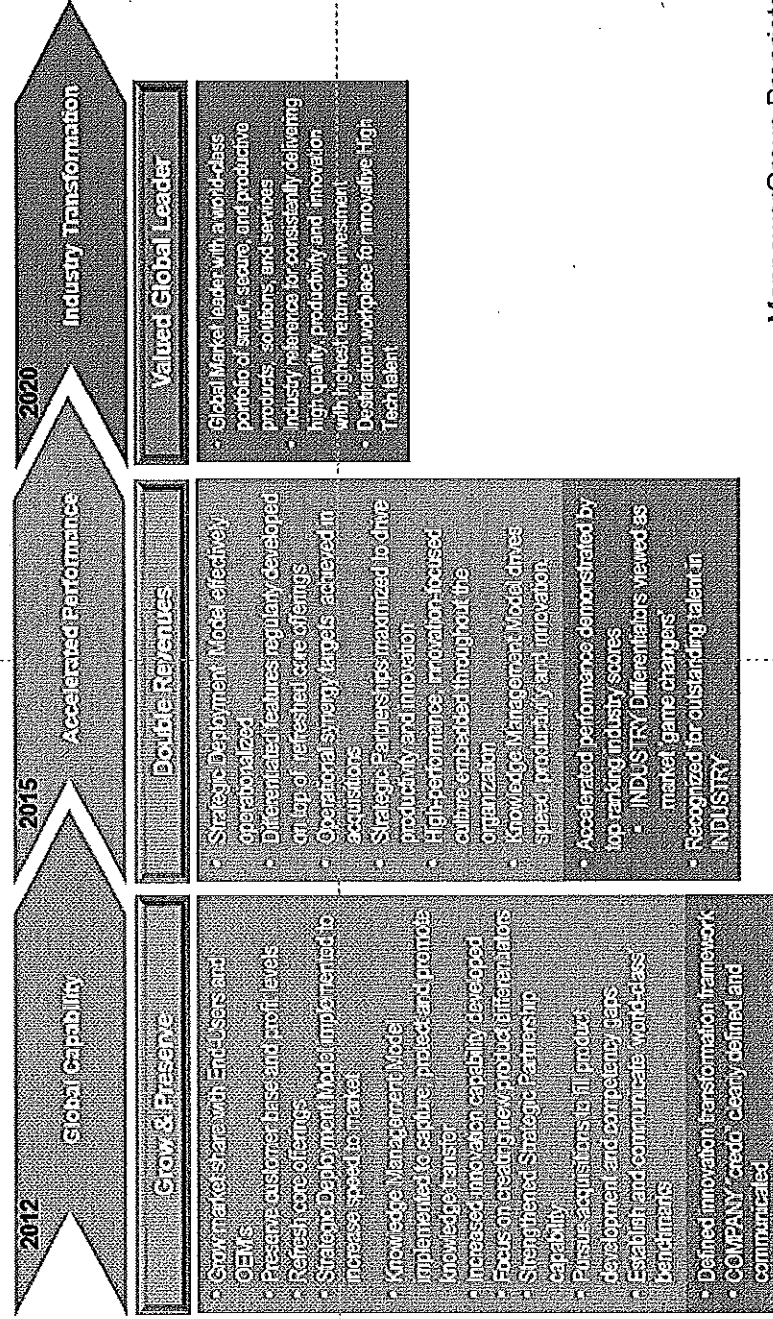 2012
Global Capability
Grow & Preserve
• Grow market share with End-Users and
OEM's
• Preserve customer base and profit levels
• Refresh core offerings
• Strategic Deployment Model implemented to
increase speed to market
• Knowledge Management Model
implemented to capture, protect and promote
knowledge transfer
• Increased innovation capability developed
• Focus on creating new product differentiators
• Strengthened Strategic Partnership
capability
• Pursue acquisitions to fill product
development and competency gaps
• Establish and communicate 'world-class'
benchmarks
• Defined innovation transformation framework
• COMPANY "credo" clearly defined and
communicated
2015
Accelerated Performance
Double Revenues
• Strategic Deployment Model effectively
operationalized
• Differentiated features regularly developed
on top of refreshed core offerings
• Operational synergy targets achieved in
acquisitions
• Strategic Partnerships maximized to drive
productivity and innovation
• High-performance, innovation-focused
culture embedded throughout the
organization
• Knowledge Management Model drives
speed, productivity and innovation
• Accelerated performance demonstrated by
top ranking industry scores
• INDUSTRY Differentiators viewed as
market 'game changers'
• Recognized for oustanding talent in
INDUSTRY
2020
Industry Transformation
Valued Global Leader
• Global Market leader with a world-class
portfolio of smart, secure, and productive
products, solutions, and services
• Industry reference for consistently delivering
high quality, productivity and innovation
with highest return on investment
• Destination workplace for innovative High
Tech talent